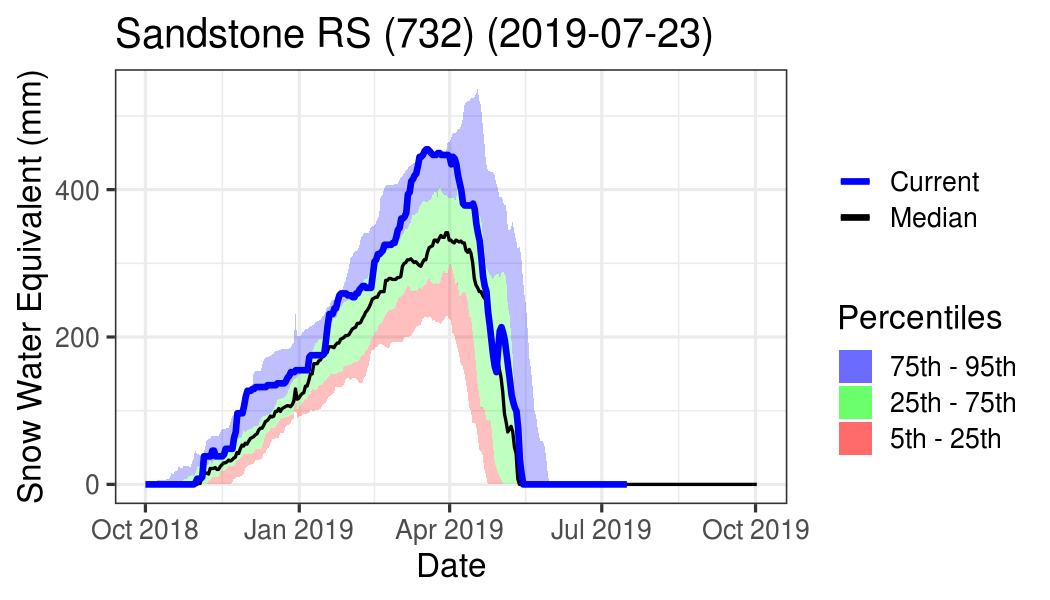 Sandstone RS (732) (2019-07-23)
Snow Water Equivalent (mm)
400
200
0
Oct 2018
Jan 2019
Apr 2019
Jul 2019
Oct 2019
Date
Current
Median
Percentiles
75th - 95th
25th - 75th
5th - 25th